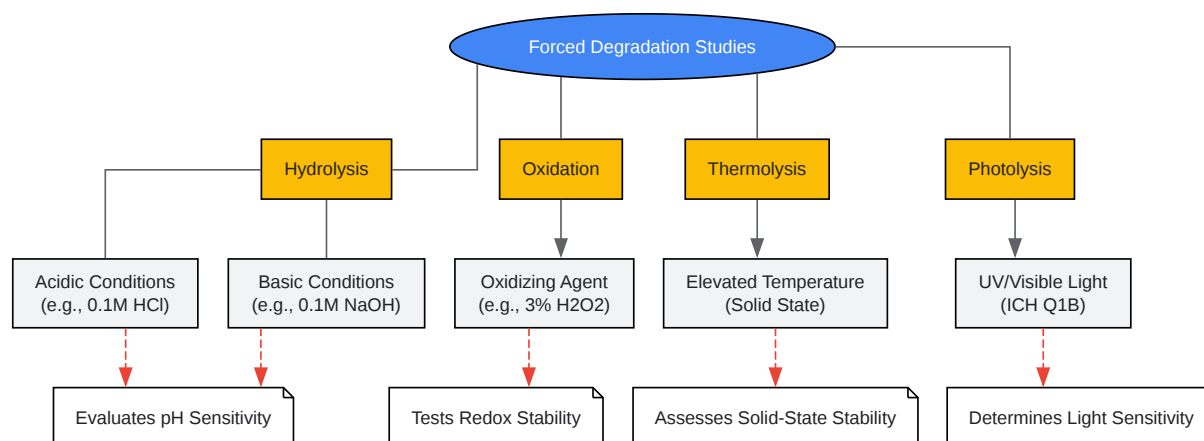 Forced Degradation Studies
Hydrolysis
Oxidation
Thermolysis
Photolysis
Acidic Conditions
(e.g., 0.1M HCl)
Basic Conditions
(e.g., 0.1M NaOH)
Oxidizing Agent
(e.g., 3% H2O2)
Elevated Temperature
(Solid State)
UV/Visible Light
(ICH Q1B)
Evaluates pH Sensitivity
Tests Redox Stability
Assesses Solid-State Stability
Determines Light Sensitivity